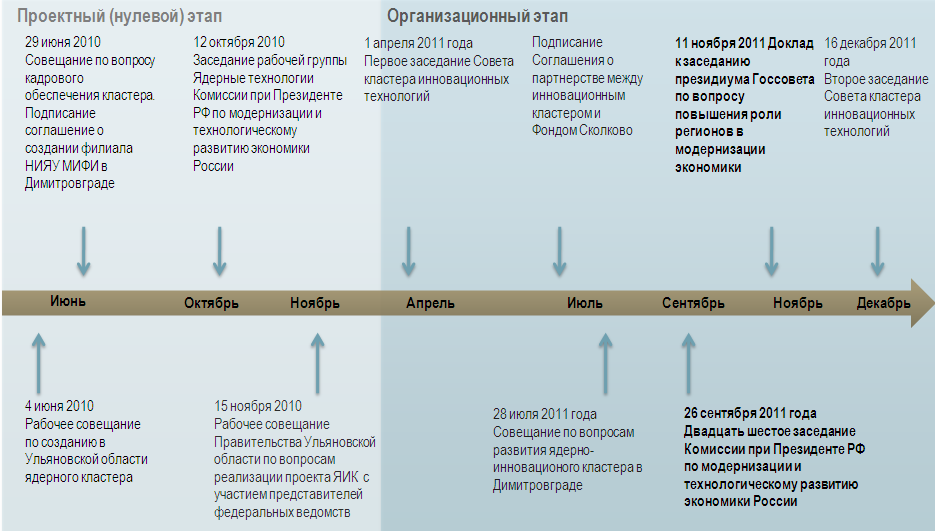 Проектный (нулевой) этап
Организационный этап
29 июня 2010
Совещание по вопросу
кадрового
обеспечения кластера.
Подписание
соглашение о
создании филиала
НИЯУ МИФИ в
Димитровграде
12 октября 2010
Заседание рабочей группы
Ядерные технологии
Комиссии при Президенте
РФ по модернизации и
технологическому
развитию экономики
России
1 апреля 2011 года
Первое заседание Совета
кластера инновационных
технологий
Подписание
Соглашения о
партнерстве между
инновационным
кластером и
Фондом Сколково
11 ноября 2011 Доклад
к заседанию
президиума Госсовета
по вопросу
повышения роли
регионов в
модернизации
экономики
16 декабря 2011
года
Второе заседание
Совета кластера
инновационных
технологий
Июнь
Октябрь
Ноябрь
Апрель
Июль
Сентябрь
Ноябрь
Декабрь
4 июня 2010
Рабочее совещание
по созданию в
Ульяновской области
ядерного кластера
15 ноября 2010
Рабочее совещание
Правительства Ульяновской
области по вопросам
реализации проекта ЯИК с
участием представителей
федеральных ведомств
28 июля 2011 года
Совещание по вопросам
развития ядерно-
инновационого кластера в
Димитровграде
26 сентября 2011 года
Двадцать шестое заседание
Комиссии при Президенте РФ
по модернизации и
технологическому развитию
экономики России